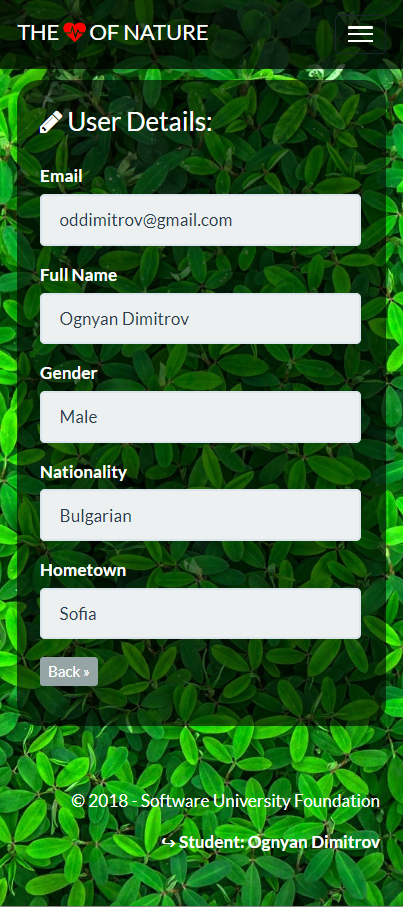 THE OF NATURE
User Details:
Email
oddimitrov@gmail.com
Full Name
Ognyan Dimitrov
Gender
Male
Nationality
Bulgarian
Hometown
Sofia
Back »
© 2018 - Software University Foundation
↪ Student: Ognyan Dimitrov